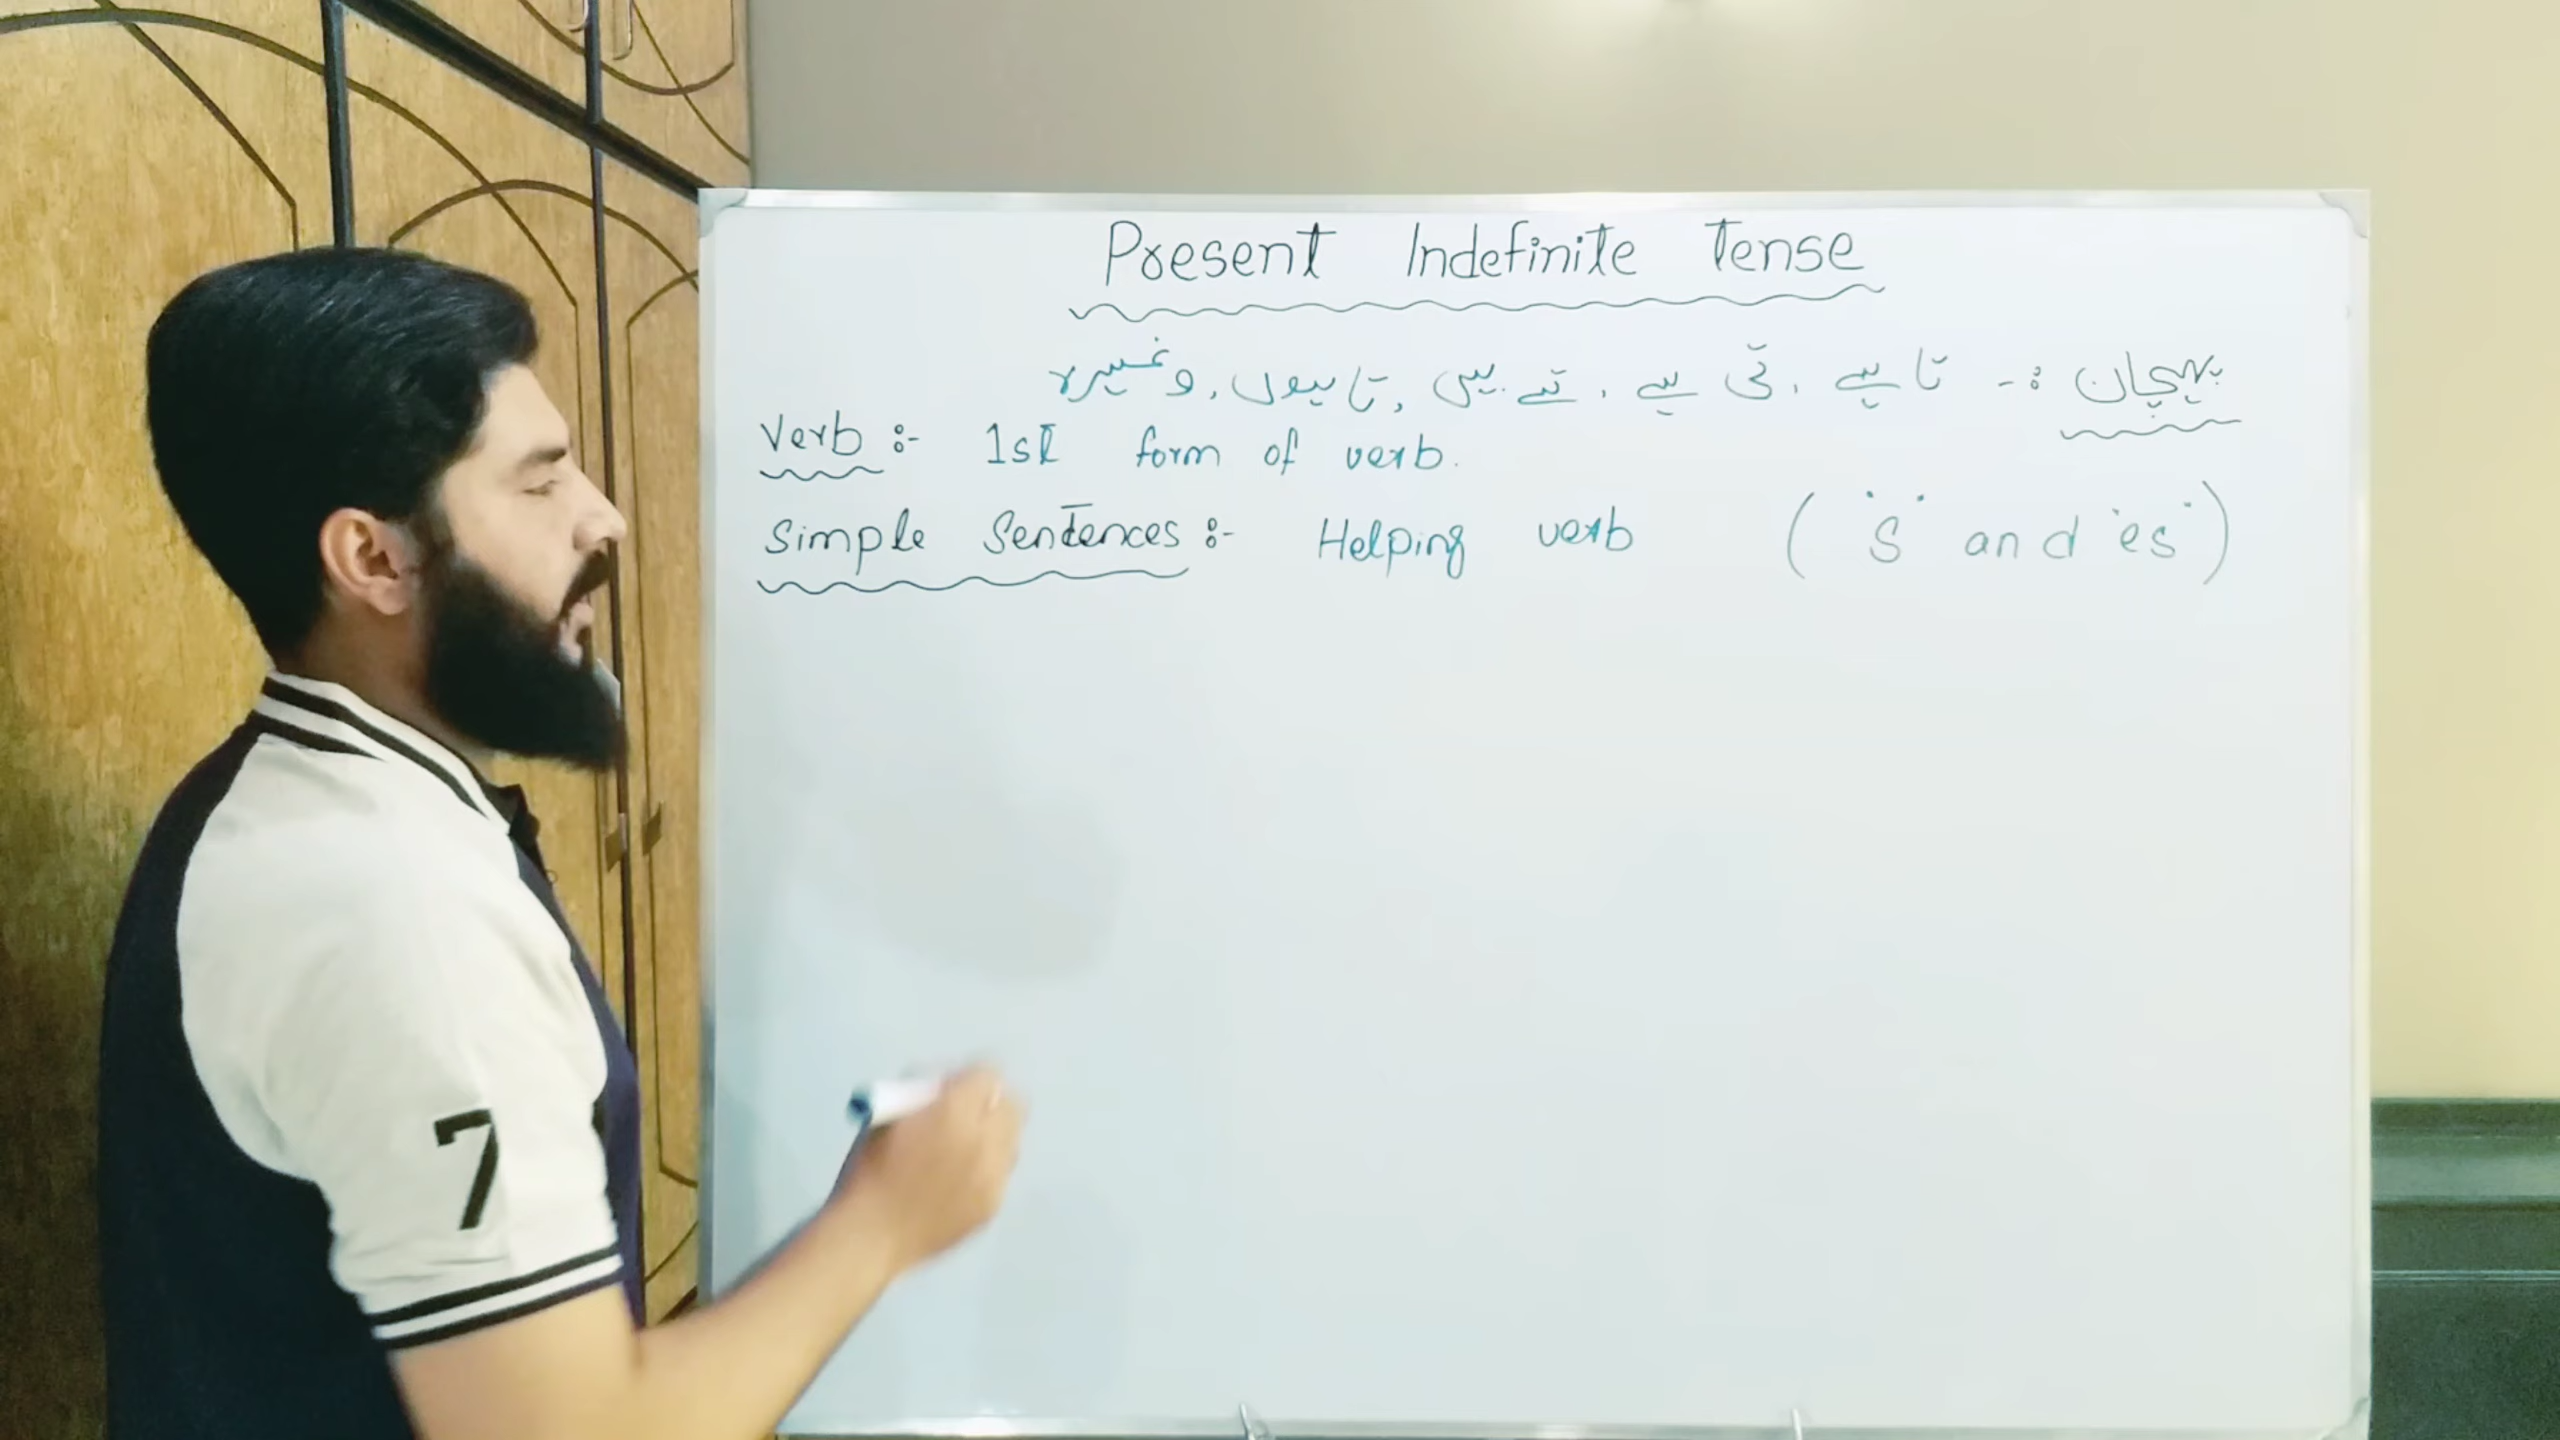 Present Indefinite Tense
پہچان :- تا ہے ، تی ہے ، تے ہیں ، تا ہوں ، وغیرہ
Verb :- 1st form of verb.
Simple Sentences :- Helping verb ("s" and "es")
7